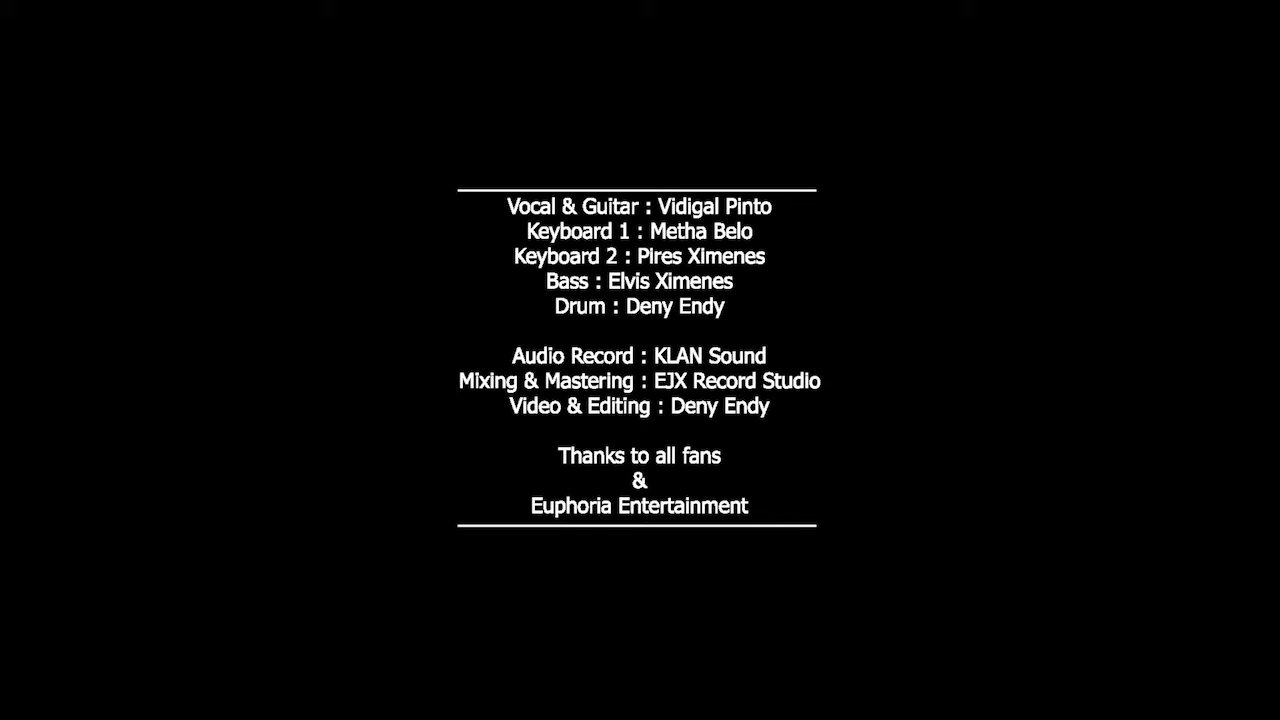 Vocal & Guitar : Vidigal Pinto
Keyboard 1 : Metha Belo
Keyboard 2 : Pires Ximenes
Bass : Elvis Ximenes
Drum : Deny Endy
Audio Record : KLAN Sound
Mixing & Mastering : EJX Record Studio
Video & Editing : Deny Endy
Thanks to all fans
&
Euphoria Entertainment